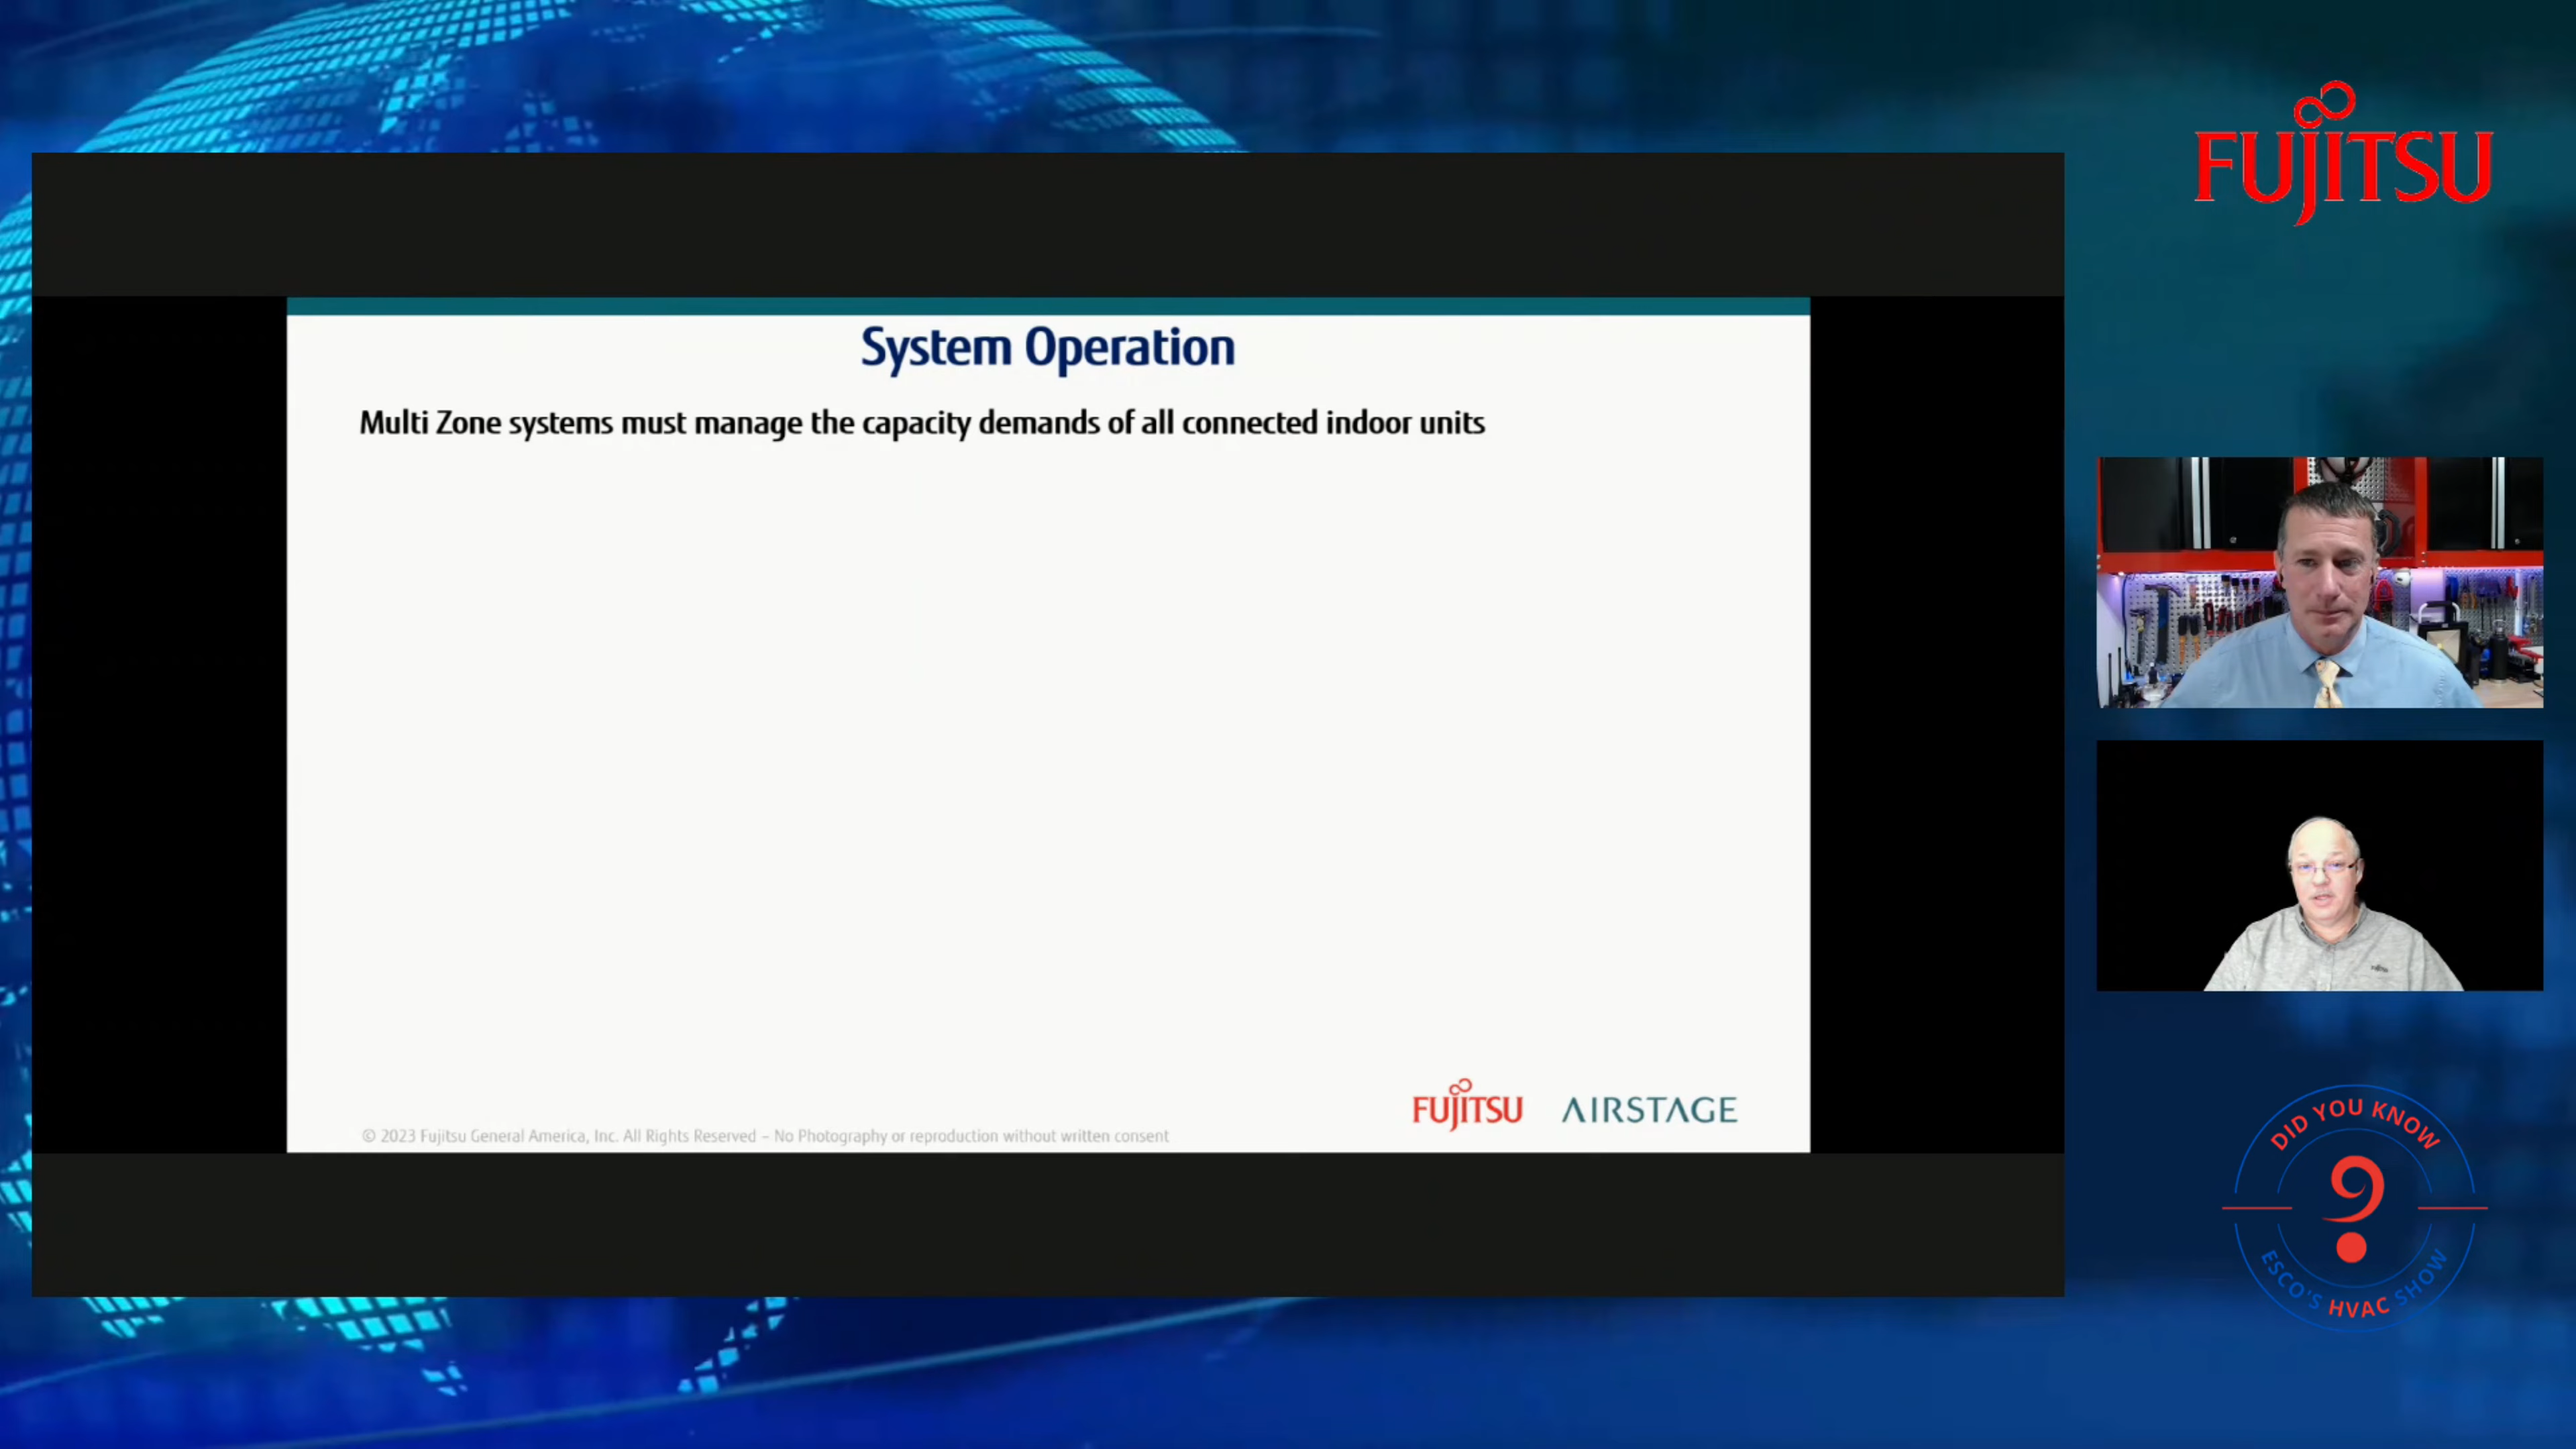 FUJITSU
System Operation
Multi Zone systems must manage the capacity demands of all connected indoor units
FUJITSU AIRSTAGE
© 2023 Fujitsu General America, Inc. All Rights Reserved – No Photography or reproduction without written consent
DID YOU KNOW
?
ESCO'S HVAC SHOW